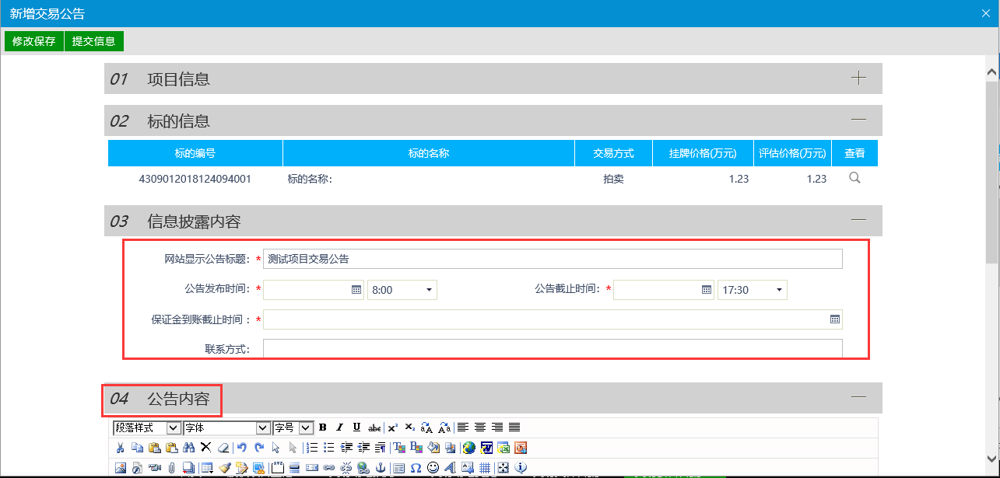 新增交易公告
修改保存 提交信息
01 项目信息
02 标的信息
标的编号 标的名称 交易方式 挂牌价格(万元) 评估价格(万元) 查看
4309012018124094001 标的名称： 拍卖 1.23 1.23
03 信息披露内容
网站显示公告标题：* 测试项目交易公告
公告发布时间：* 8:00 公告截止时间：* 17:30
保证金到账截止时间：*
联系方式：
04 公告内容
段落样式 字体 字号 B I U abc